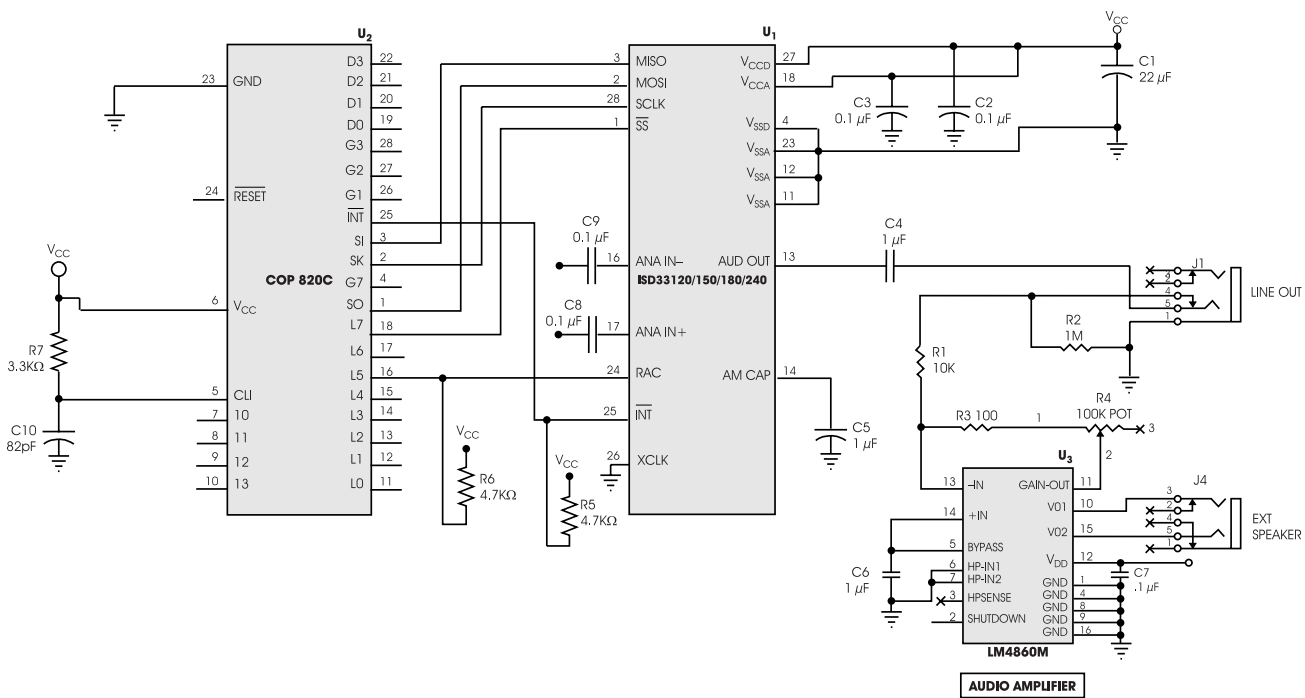 U2
COP 820C
23 GND
24 RESET
6 VCC
5 CLI
7 10
8 11
9 12
10 13
D3 22
D2 21
D1 20
D0 19
G3 28
G2 27
G1 26
INT 25
SI 3
SK 2
G7 4
SO 1
L7 18
L6 17
L5 16
L4 15
L3 14
L2 13
L1 12
L0 11
VCC
R7
3.3KΩ
C10
82pF
VCC
R6
4.7KΩ
VCC
R5
4.7KΩ
U1
ISD33120/150/180/240
3 MISO
2 MOSI
28 SCLK
1 SS
16 ANA IN–
17 ANA IN+
24 RAC
25 INT
26 XCLK
VCCD 27
VCCA 18
VSSD 4
VSSA 23
VSSA 12
VSSA 11
AUD OUT 13
AM CAP 14
C9
0.1 µF
C8
0.1 µF
VCC
C1
22 µF
C3
0.1 µF
C2
0.1 µF
C4
1 µF
C5
1 µF
J1
2
4
5
1
LINE OUT
R2
1M
R1
10K
R3 100
1
R4
100K POT
3
2
U3
13 –IN
14 +IN
5 BYPASS
6 HP-IN1
7 HP-IN2
3 HPSENSE
2 SHUTDOWN
GAIN-OUT 11
V01 10
V02 15
VDD 12
GND 1
GND 4
GND 8
GND 9
GND 16
LM4860M
C6
1 µF
C7
.1 µF
J4
3
2
4
5
1
EXT
SPEAKER
AUDIO AMPLIFIER